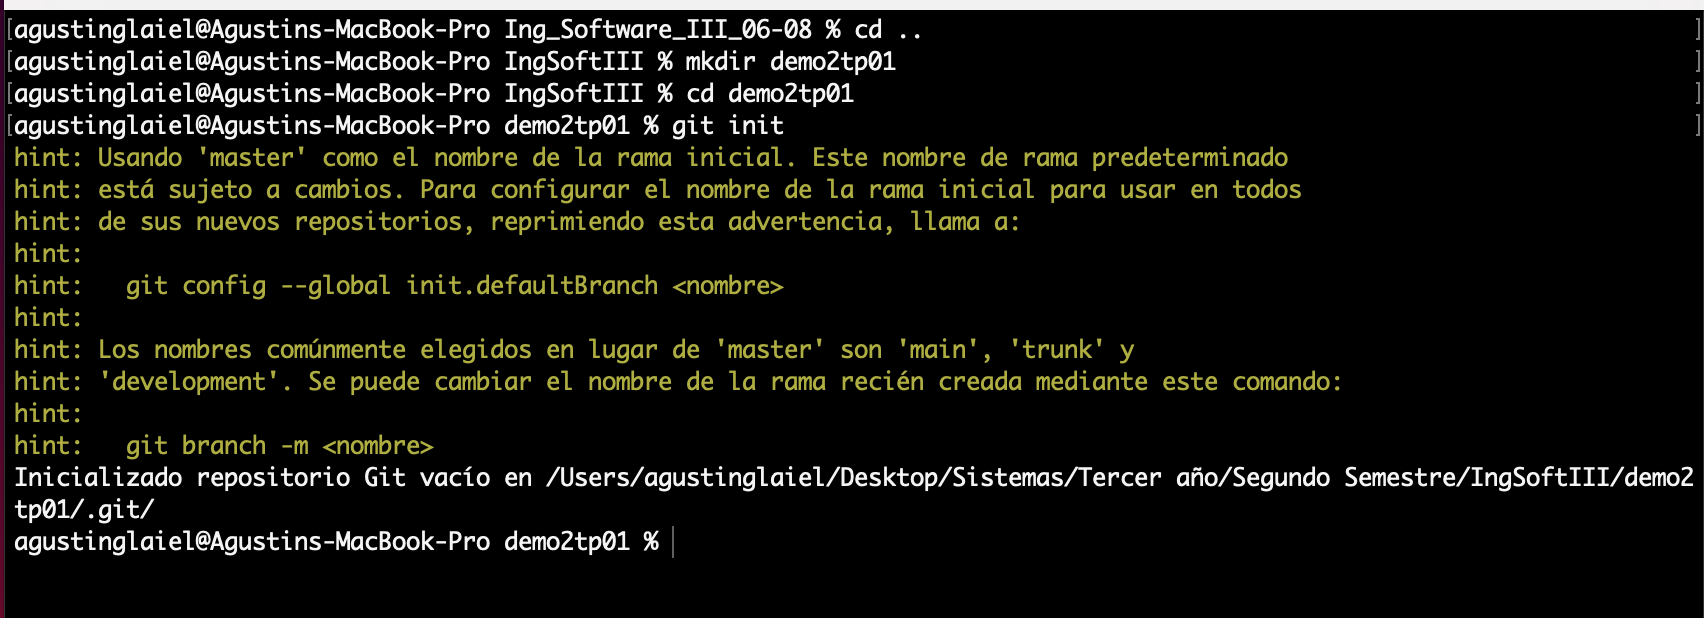 [agustinglaiel@Agustins-MacBook-Pro Ing_Software_III_06-08 % cd .. ]
[agustinglaiel@Agustins-MacBook-Pro IngSoftIII % mkdir demo2tp01 ]
[agustinglaiel@Agustins-MacBook-Pro IngSoftIII % cd demo2tp01 ]
[agustinglaiel@Agustins-MacBook-Pro demo2tp01 % git init ]
hint: Usando 'master' como el nombre de la rama inicial. Este nombre de rama predeterminado
hint: está sujeto a cambios. Para configurar el nombre de la rama inicial para usar en todos
hint: de sus nuevos repositorios, reprimiendo esta advertencia, llama a:
hint:
hint:   git config --global init.defaultBranch <nombre>
hint:
hint: Los nombres comúnmente elegidos en lugar de 'master' son 'main', 'trunk' y
hint: 'development'. Se puede cambiar el nombre de la rama recién creada mediante este comando:
hint:
hint:   git branch -m <nombre>
Inicializado repositorio Git vacío en /Users/agustinglaiel/Desktop/Sistemas/Tercer año/Segundo Semestre/IngSoftIII/demo2
tp01/.git/
agustinglaiel@Agustins-MacBook-Pro demo2tp01 %